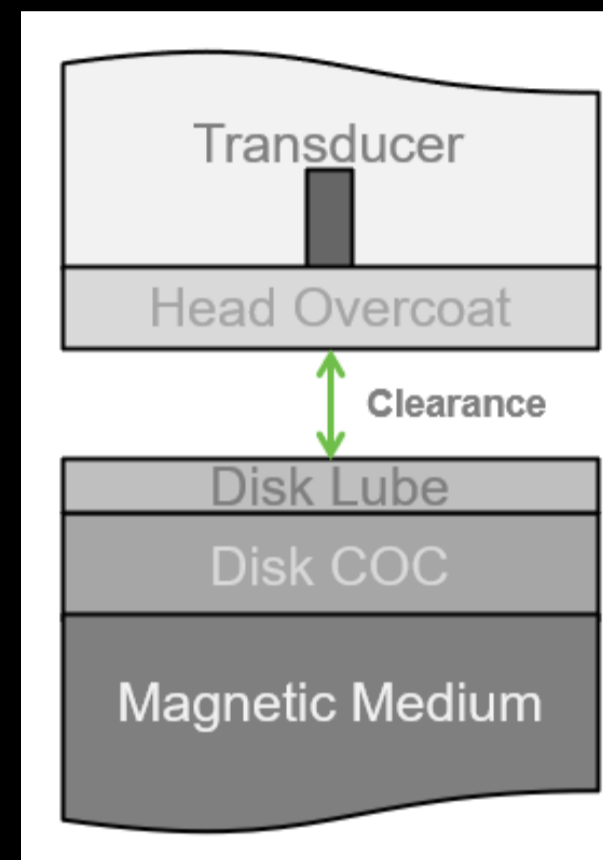 Transducer
Head Overcoat
Clearance
Disk Lube
Disk COC
Magnetic Medium